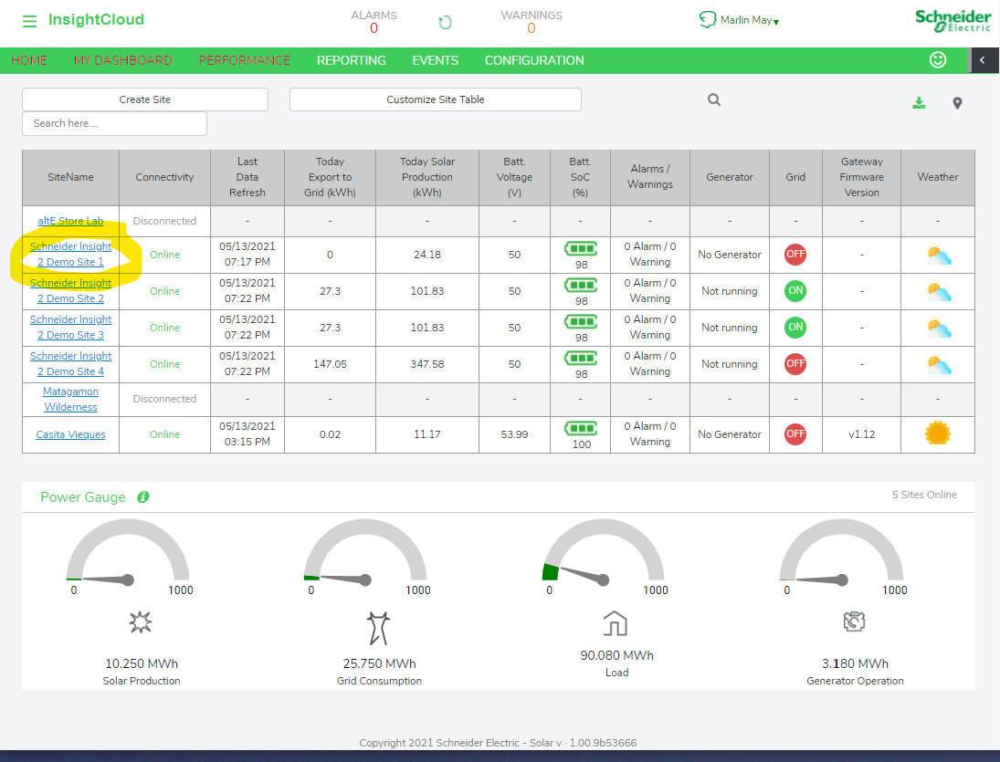 InsightCloud
ALARMS
0
WARNINGS
0
Marlin May
Schneider
Electric
HOME MY DASHBOARD PERFORMANCE REPORTING EVENTS CONFIGURATION
Create Site
Customize Site Table
Search here....
SiteName Connectivity Last Data Refresh Today Export to Grid (kWh) Today Solar Production (kWh) Batt. Voltage (V) Batt. SoC (%) Alarms / Warnings Generator Grid Gateway Firmware Version Weather
altE Store Lab Disconnected - - - - - - - - - -
Schneider Insight 2 Demo Site 1 Online 05/13/2021 07:17 PM 0 24.18 50 98 0 Alarm / 0 Warning No Generator OFF -
Schneider Insight 2 Demo Site 2 Online 05/13/2021 07:22 PM 27.3 101.83 50 98 0 Alarm / 0 Warning Not running ON -
Schneider Insight 2 Demo Site 3 Online 05/13/2021 07:22 PM 27.3 101.83 50 98 0 Alarm / 0 Warning Not running ON -
Schneider Insight 2 Demo Site 4 Online 05/13/2021 07:22 PM 147.05 347.58 50 98 0 Alarm / 0 Warning Not running OFF -
Matagamon Wilderness Disconnected - - - - - - - - - -
Casita Vieques Online 05/13/2021 03:15 PM 0.02 11.17 53.99 100 0 Alarm / 0 Warning No Generator OFF v1.12
Power Gauge i
5 Sites Online
0 1000
0 1000
0 1000
0 1000
10.250 MWh
Solar Production
25.750 MWh
Grid Consumption
90.080 MWh
Load
3.180 MWh
Generator Operation
Copyright 2021 Schneider Electric - Solar v · 1.00.9b53666